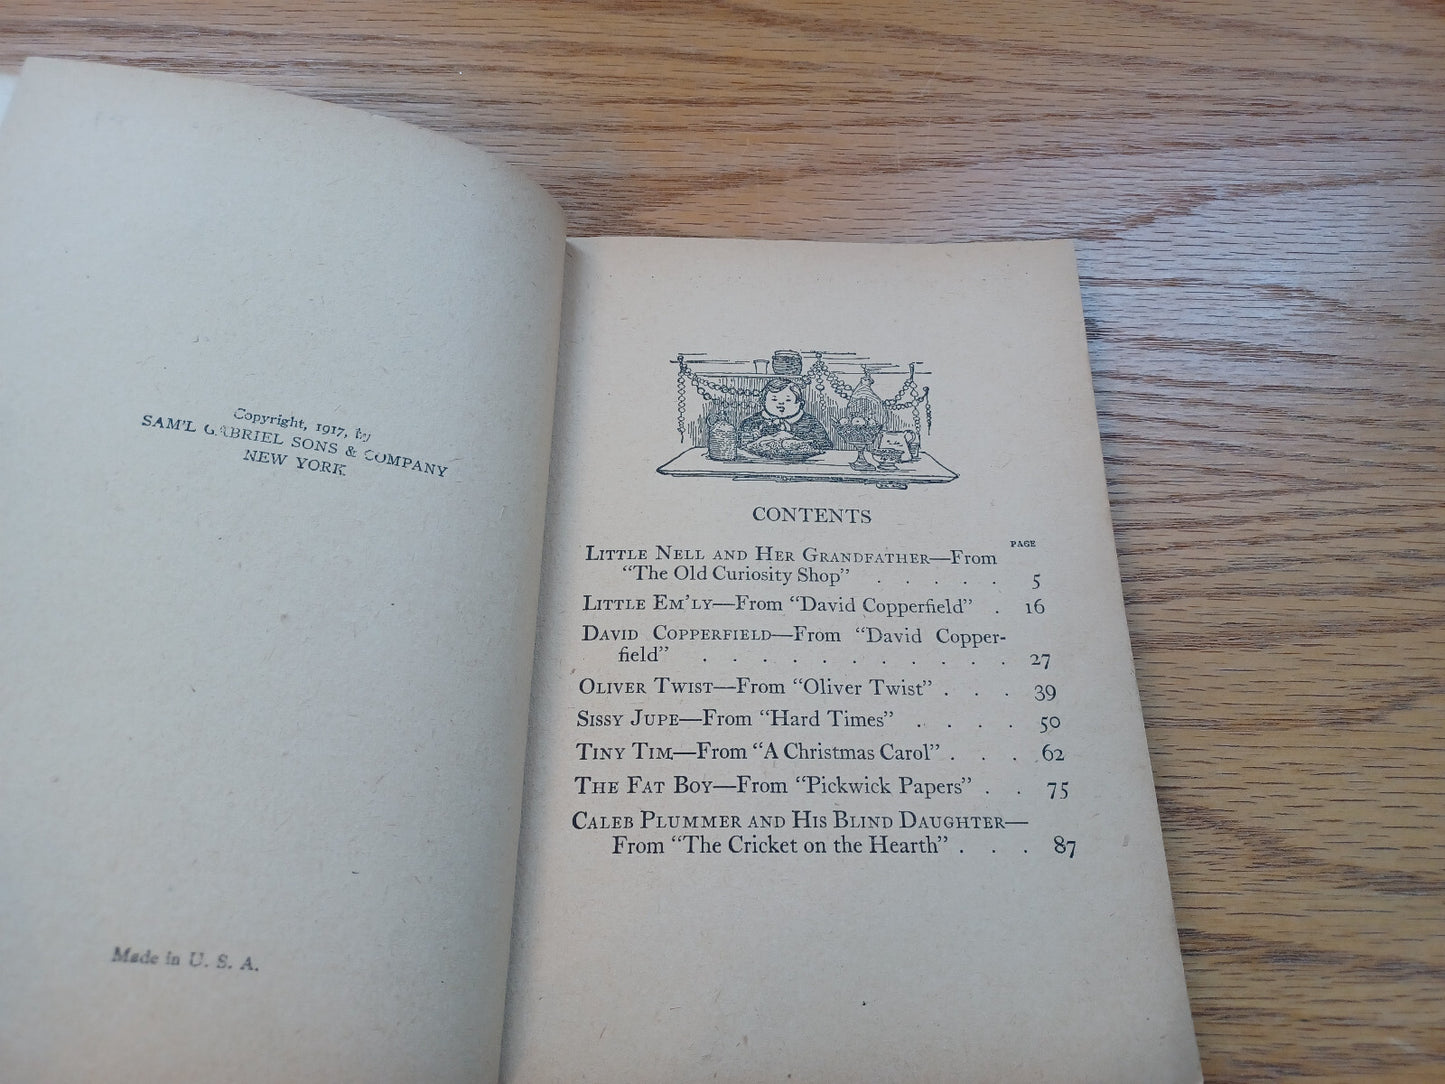 Copyright, 1917, by
SAM'L GABRIEL SONS & COMPANY
NEW YORK
Made in U. S. A.
CONTENTS
PAGE
LITTLE NELL AND HER GRANDFATHER—From
"The Old Curiosity Shop" . . . . . 5
LITTLE EM'LY—From "David Copperfield" . 16
DAVID COPPERFIELD—From "David Copper-
field" . . . . . . . . . . . 27
OLIVER TWIST—From "Oliver Twist" . . . 39
SISSY JUPE—From "Hard Times" . . . . 50
TINY TIM—From "A Christmas Carol" . . . 62
THE FAT BOY—From "Pickwick Papers" . . 75
CALEB PLUMMER AND HIS BLIND DAUGHTER—
From "The Cricket on the Hearth" . . . 87